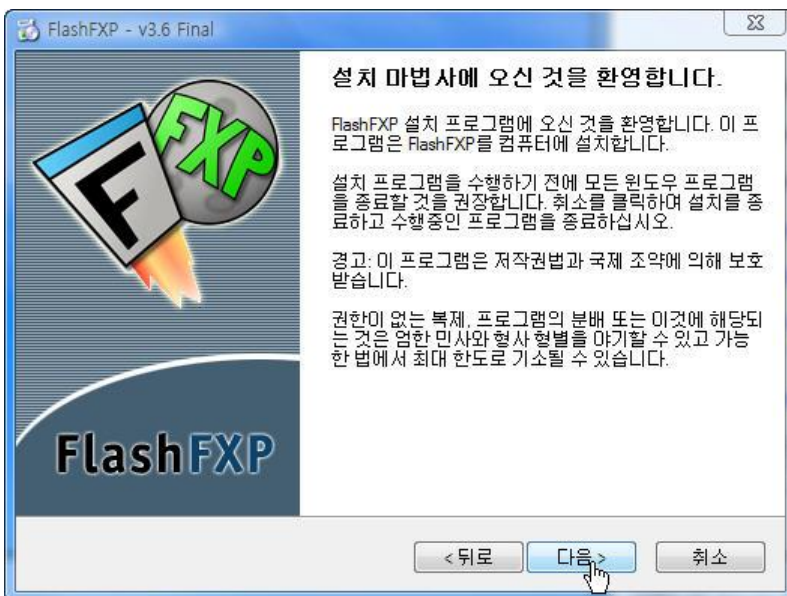 FlashFXP - v3.6 Final
FXP
F
설치 마법사에 오신 것을 환영합니다.
FlashFXP 설치 프로그램에 오신 것을 환영합니다. 이 프
로그램은 FlashFXP를 컴퓨터에 설치합니다.
설치 프로그램을 수행하기 전에 모든 윈도우 프로그램
을 종료할 것을 권장합니다. 취소를 클릭하여 설치를 종
료하고 수행중인 프로그램을 종료하십시오.
경고: 이 프로그램은 저작권법과 국제 조약에 의해 보호
받습니다.
권한이 없는 복제, 프로그램의 분배 또는 이것에 해당되
는 것은 엄한 민사와 형사 형별을 야기할 수 있고 가능
한 법에서 최대 한도로 기소될 수 있습니다.
FlashFXP
<뒤로 다음> 취소